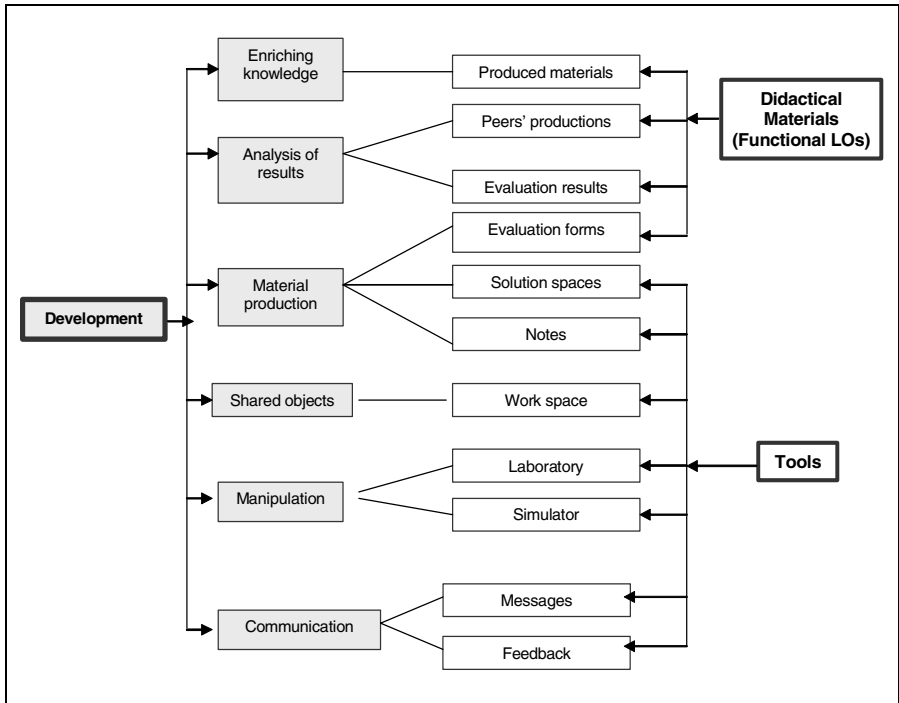 Enriching
knowledge
Produced materials
Didactical
Materials
(Functional LOs)
Peers' productions
Analysis of
results
Evaluation results
Evaluation forms
Material
production
Solution spaces
Development
Notes
Shared objects
Work space
Laboratory
Tools
Manipulation
Simulator
Messages
Communication
Feedback